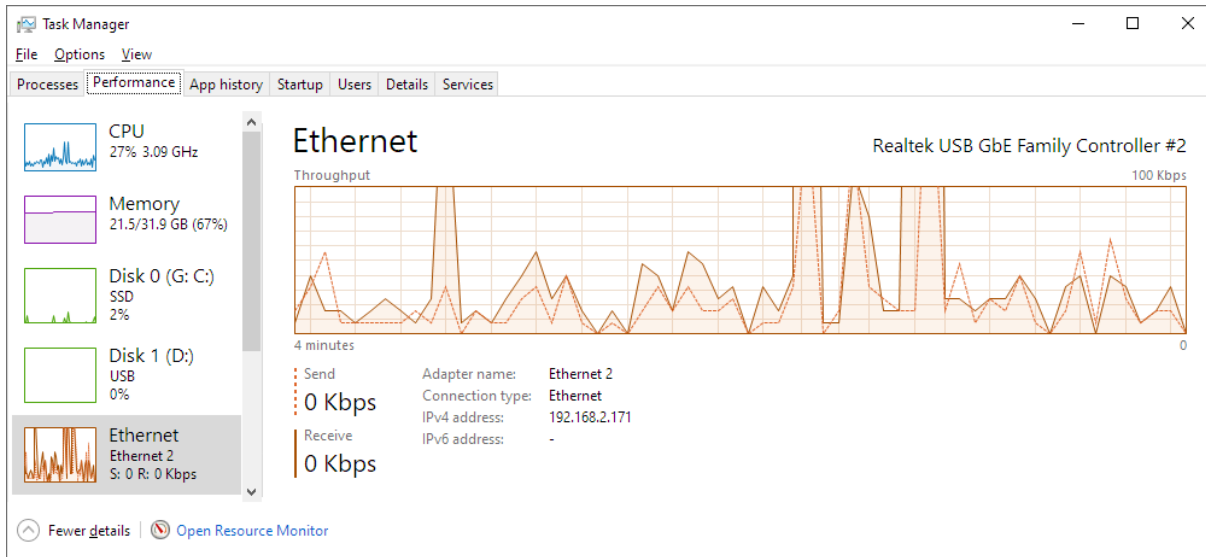 Task Manager
File Options View
Processes Performance App history Startup Users Details Services
CPU
27% 3.09 GHz
Memory
21.5/31.9 GB (67%)
Disk 0 (G: C:)
SSD
2%
Disk 1 (D:)
USB
0%
Ethernet
Ethernet 2
S: 0 R: 0 Kbps
Ethernet
Realtek USB GbE Family Controller #2
Throughput
100 Kbps
4 minutes
0
Send
0 Kbps
Receive
0 Kbps
Adapter name: Ethernet 2
Connection type: Ethernet
IPv4 address: 192.168.2.171
IPv6 address: -
Fewer details
Open Resource Monitor